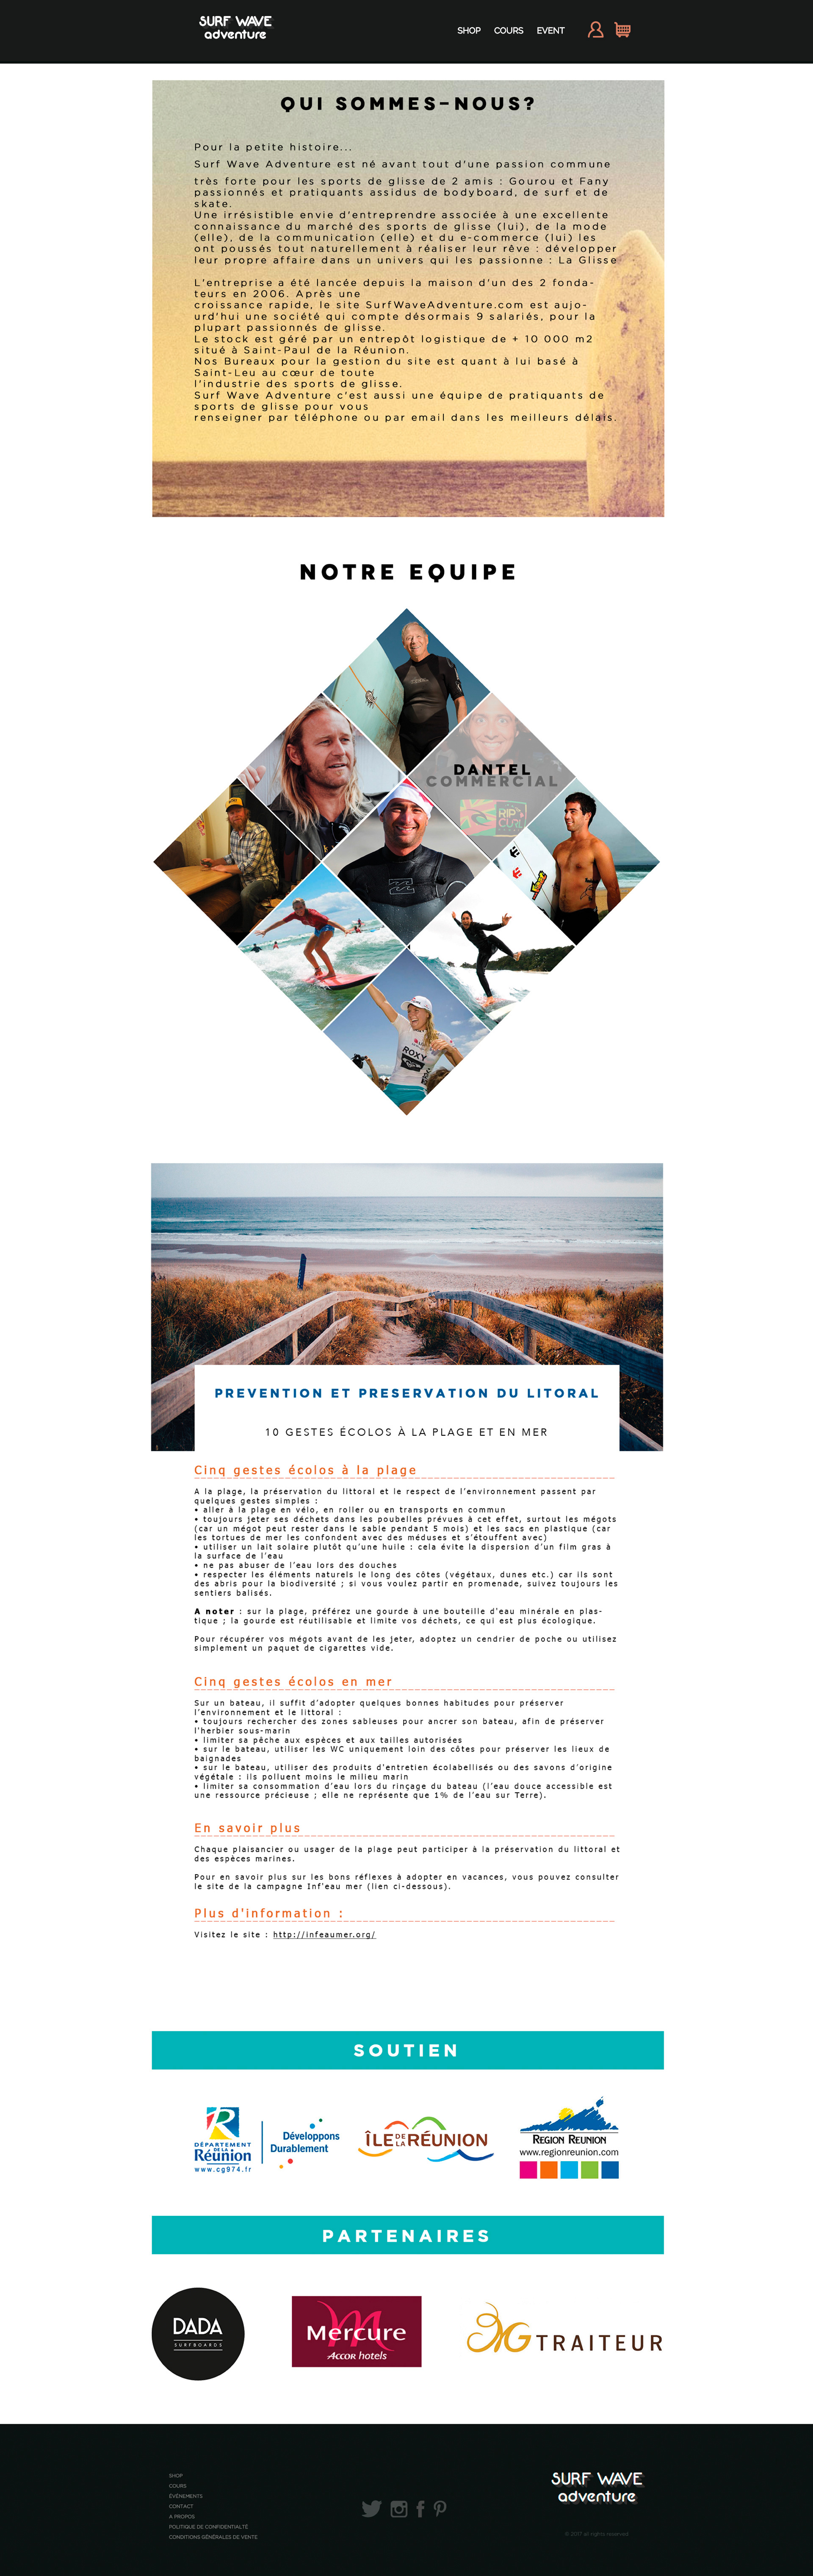 SURF WAVE
adventure
SHOP COURS EVENT
QUI SOMMES-NOUS?
Pour la petite histoire...
Surf Wave Adventure est né avant tout d'une passion commune
très forte pour les sports de glisse de 2 amis : Gourou et Fany
passionnés et pratiquants assidus de bodyboard, de surf et de
skate.
Une irrésistible envie d'entreprendre associée à une excellente
connaissance du marché des sports de glisse (lui), de la mode
(elle), de la communication (elle) et du e-commerce (lui) les
ont poussés tout naturellement à réaliser leur rêve : développer
leur propre affaire dans un univers qui les passionne : La Glisse
L'entreprise a été lancée depuis la maison d'un des 2 fonda-
teurs en 2006. Après une
croissance rapide, le site SurfWaveAdventure.com est aujo-
urd'hui une société qui compte désormais 9 salariés, pour la
plupart passionnés de glisse.
Le stock est géré par un entrepôt logistique de + 10 000 m2
situé à Saint-Paul de la Réunion.
Nos Bureaux pour la gestion du site est quant à lui basé à
Saint-Leu au cœur de toute
l'industrie des sports de glisse.
Surf Wave Adventure c'est aussi une équipe de pratiquants de
sports de glisse pour vous
renseigner par téléphone ou par email dans les meilleurs délais.
NOTRE EQUIPE
DANTEL
COMMERCIAL
RIP CURL
ROXY
PREVENTION ET PRESERVATION DU LITORAL
10 GESTES ÉCOLOS À LA PLAGE ET EN MER
Cinq gestes écolos à la plage
A la plage, la préservation du littoral et le respect de l'environnement passent par
quelques gestes simples :
• aller à la plage en vélo, en roller ou en transports en commun
• toujours jeter ses déchets dans les poubelles prévues à cet effet, surtout les mégots
(car un mégot peut rester dans le sable pendant 5 mois) et les sacs en plastique (car
les tortues de mer les confondent avec des méduses et s'étouffent avec)
• utiliser un lait solaire plutôt qu'une huile : cela évite la dispersion d'un film gras à
la surface de l'eau
• ne pas abuser de l'eau lors des douches
• respecter les éléments naturels le long des côtes (végétaux, dunes etc.) car ils sont
des abris pour la biodiversité ; si vous voulez partir en promenade, suivez toujours les
sentiers balisés.
A noter : sur la plage, préférez une gourde à une bouteille d'eau minérale en plas-
tique ; la gourde est réutilisable et limite vos déchets, ce qui est plus écologique.
Pour récupérer vos mégots avant de les jeter, adoptez un cendrier de poche ou utilisez
simplement un paquet de cigarettes vide.
Cinq gestes écolos en mer
Sur un bateau, il suffit d'adopter quelques bonnes habitudes pour préserver
l'environnement et le littoral :
• toujours rechercher des zones sableuses pour ancrer son bateau, afin de préserver
l'herbier sous-marin
• limiter sa pêche aux espèces et aux tailles autorisées
• sur le bateau, utiliser les WC uniquement loin des côtes pour préserver les lieux de
baignades
• sur le bateau, utiliser des produits d'entretien écolabellisés ou des savons d'origine
végétale : ils polluent moins le milieu marin
• limiter sa consommation d'eau lors du rinçage du bateau (l'eau douce accessible est
une ressource précieuse ; elle ne représente que 1% de l'eau sur Terre).
En savoir plus
Chaque plaisancier ou usager de la plage peut participer à la préservation du littoral et
des espèces marines.
Pour en savoir plus sur les bons réflexes à adopter en vacances, vous pouvez consulter
le site de la campagne Inf'eau mer (lien ci-dessous).
Plus d'information :
Visitez le site : http://infeaumer.org/
SOUTIEN
DÉPARTEMENT
DE LA
Réunion
www.cg974.fr
Développons
Durablement
ÎLE DE LA RÉUNION
REGION REUNION
www.regionreunion.com
PARTENAIRES
DADA
SURFBOARDS
Mercure
ACCOR hotels
MG TRAITEUR
SHOP
COURS
ÉVÉNEMENTS
CONTACT
A PROPOS
POLITIQUE DE CONFIDENTIALTÉ
CONDITIONS GÉNÉRALES DE VENTE
SURF WAVE
adventure
© 2017 all rights reserved